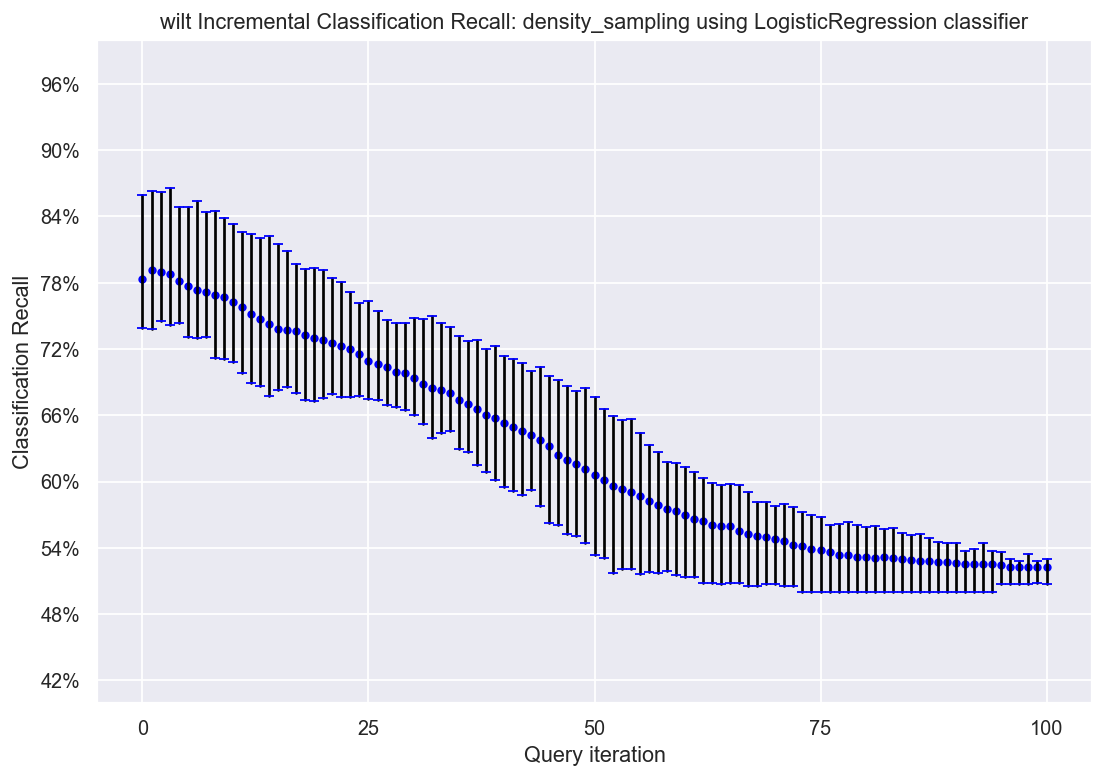 wilt Incremental Classification Recall: density_sampling using LogisticRegression classifier
96%
90%
84%
78%
72%
66%
60%
54%
48%
42%
Classification Recall
0 25 50 75 100
Query iteration